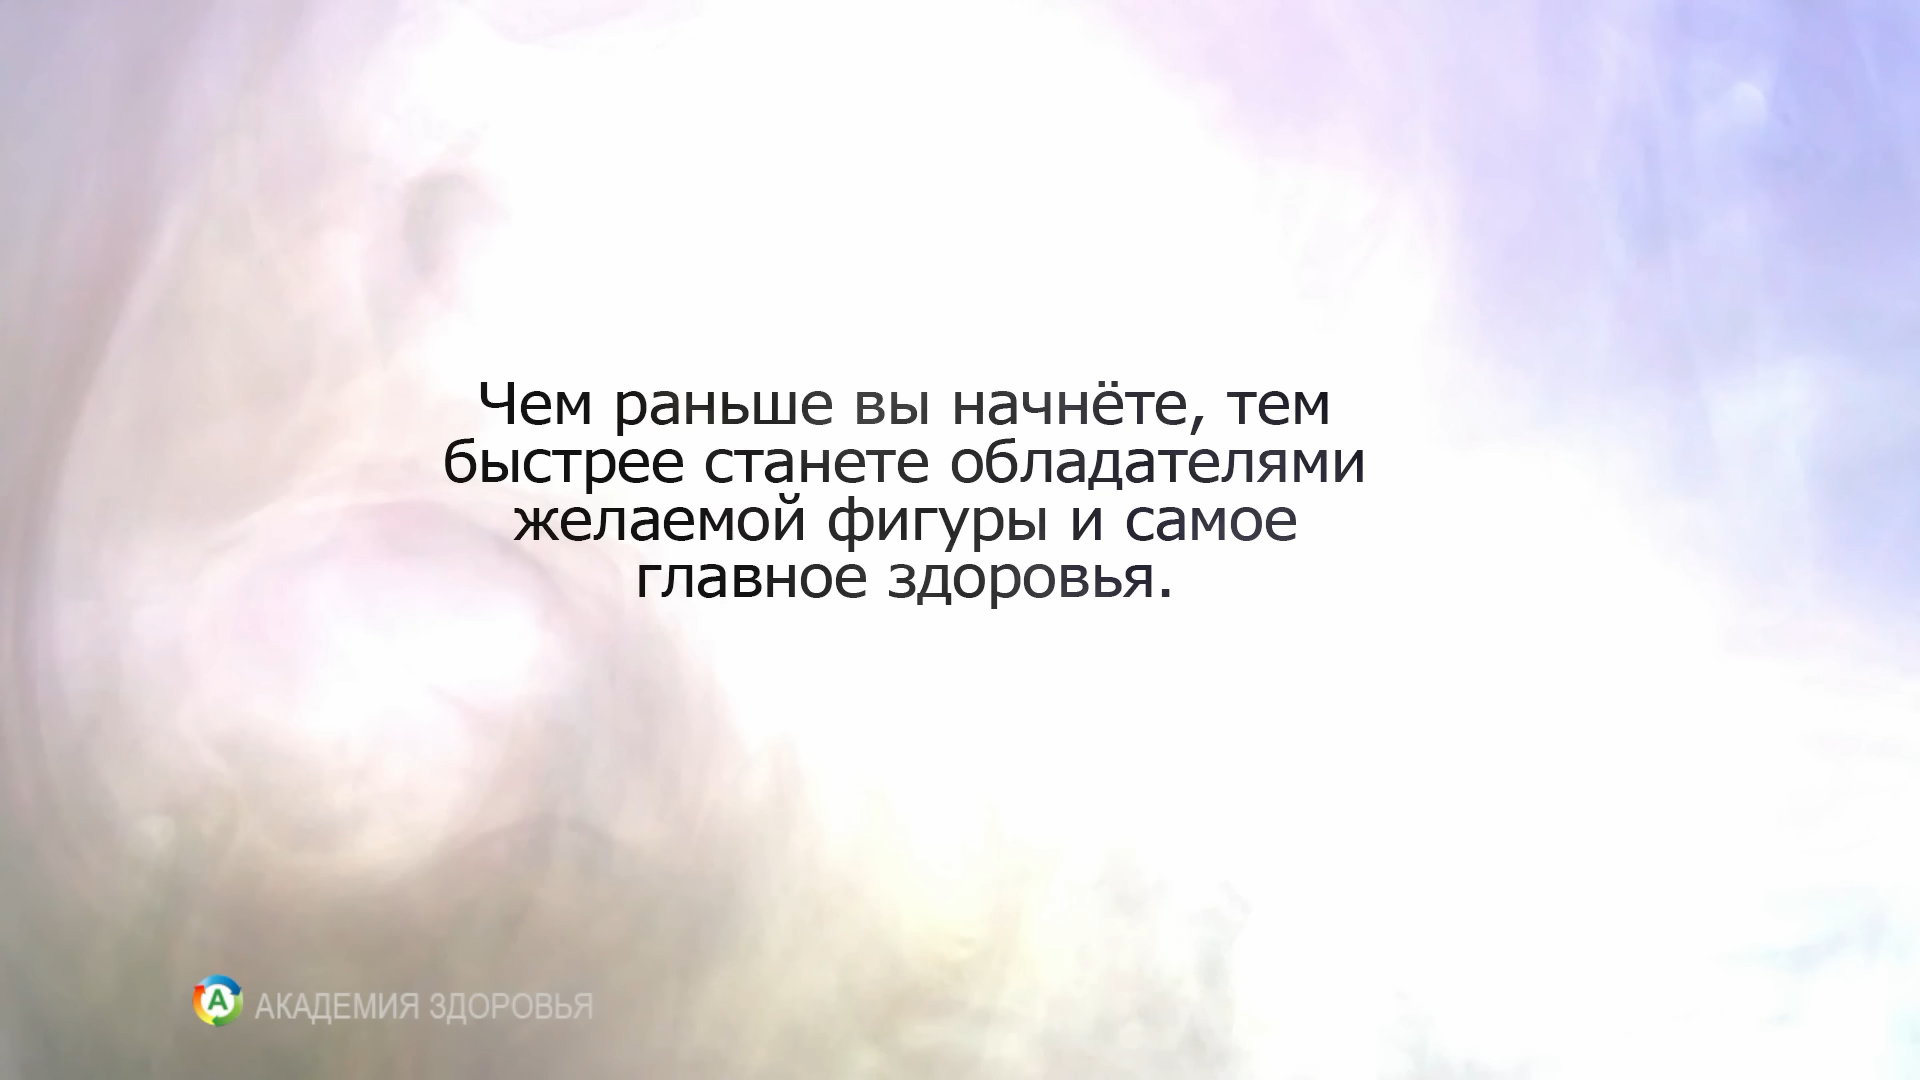 Чем раньше вы начнёте, тем
быстрее станете обладателями
желаемой фигуры и самое
главное здоровья.
А АКАДЕМИЯ ЗДОРОВЬЯ